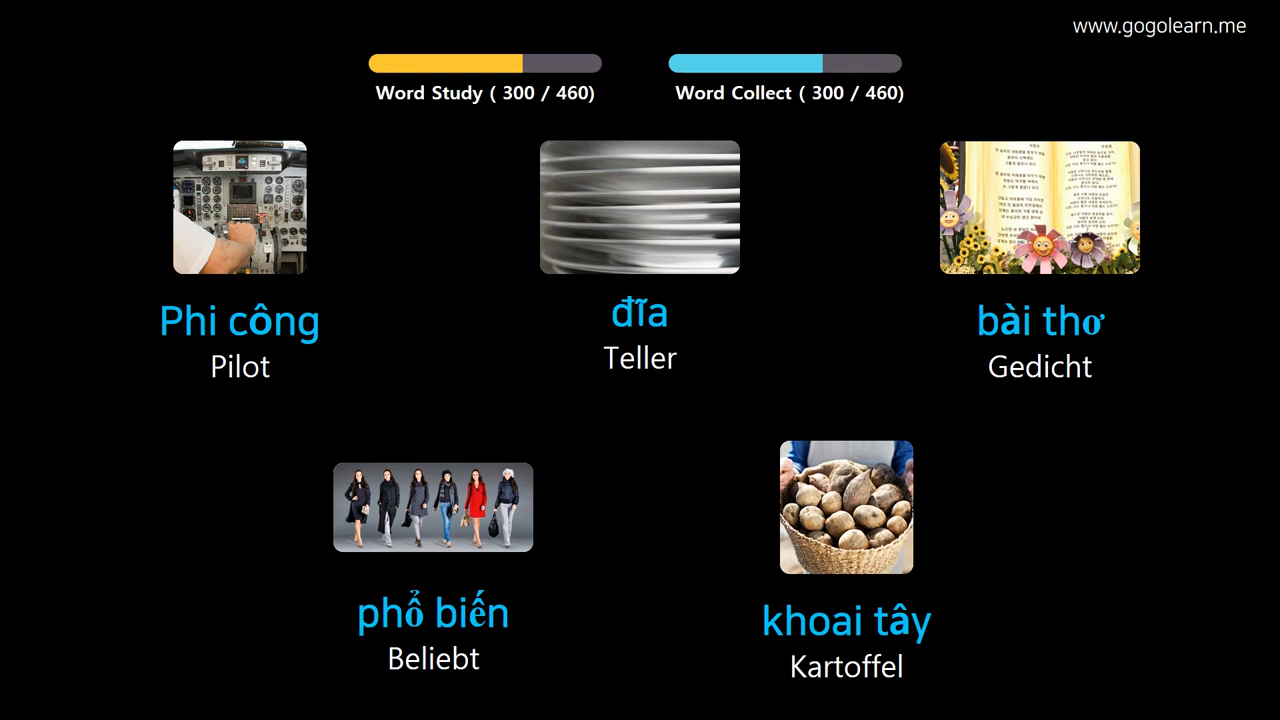 www.gogolearn.me
Word Study ( 300 / 460)
Word Collect ( 300 / 460)
Phi công
Pilot
đĩa
Teller
bài thơ
Gedicht
phổ biến
Beliebt
khoai tây
Kartoffel